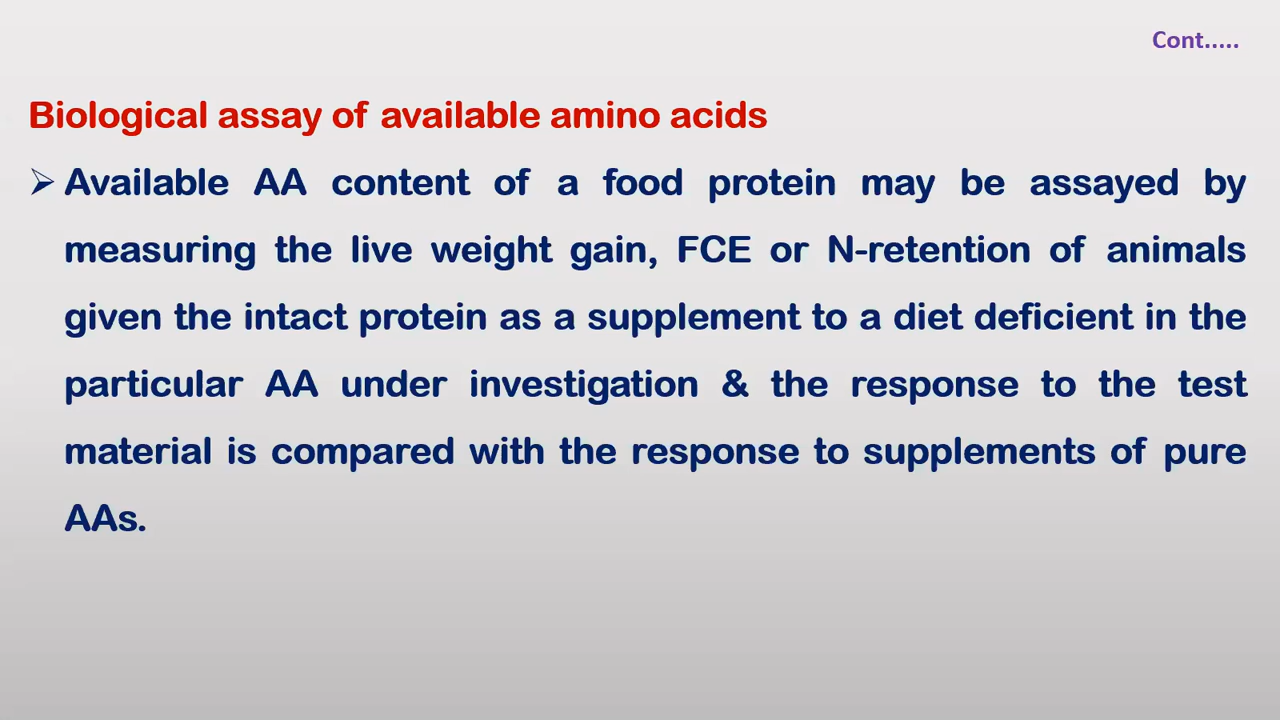 Cont.....
Biological assay of available amino acids
➢ Available AA content of a food protein may be assayed by
measuring the live weight gain, FCE or N-retention of animals
given the intact protein as a supplement to a diet deficient in the
particular AA under investigation & the response to the test
material is compared with the response to supplements of pure
AAs.